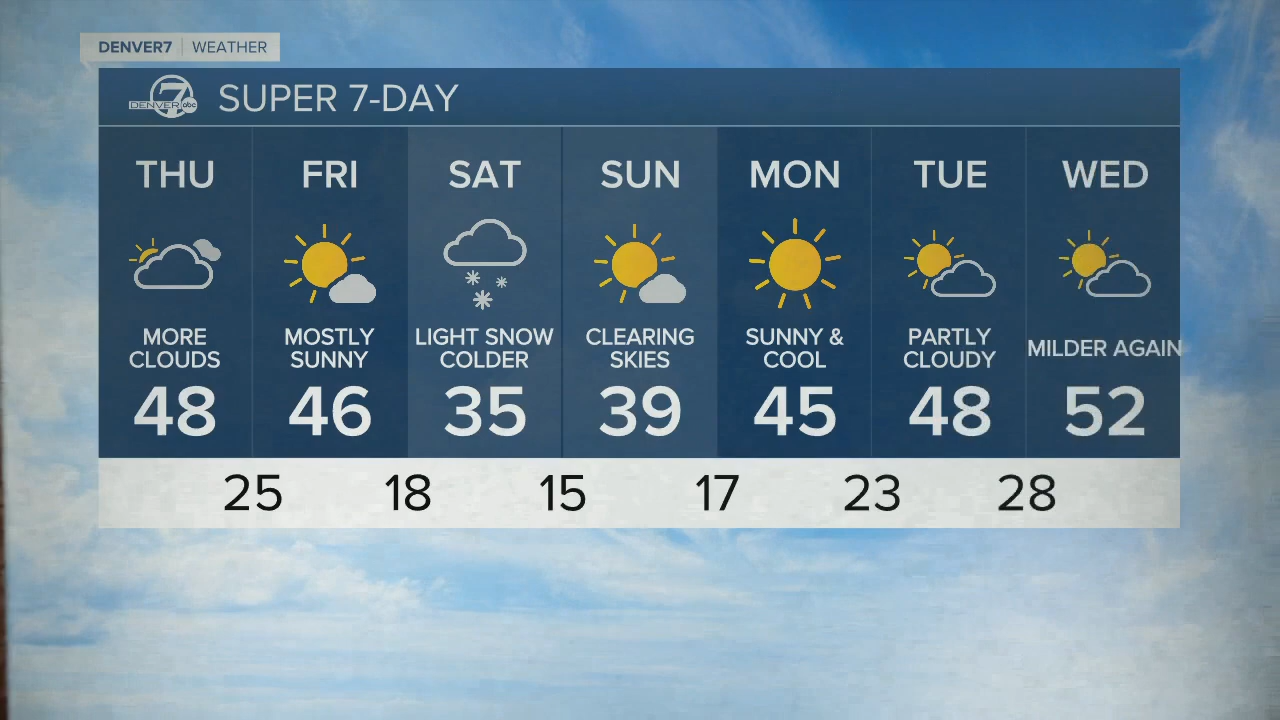 DENVER7 | WEATHER
7
DENVER abc
SUPER 7-DAY
THU FRI SAT SUN MON TUE WED
MORE MOSTLY LIGHT SNOW CLEARING SUNNY & PARTLY MILDER AGAIN
CLOUDS SUNNY COLDER SKIES COOL CLOUDY
48 46 35 39 45 48 52
25 18 15 17 23 28